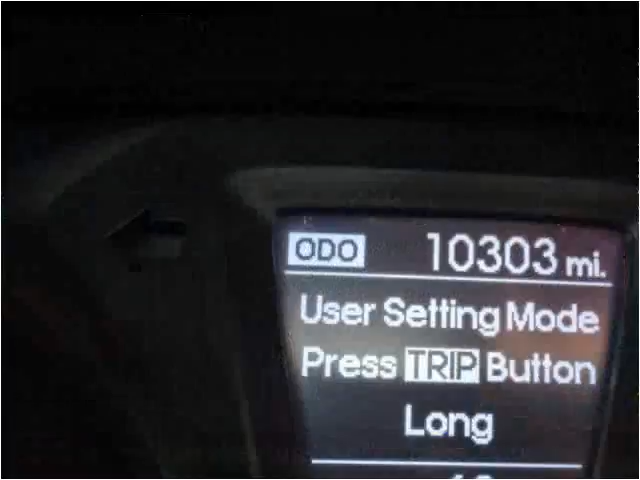 ODO 10303 mi.
User Setting Mode
Press TRIP Button
Long